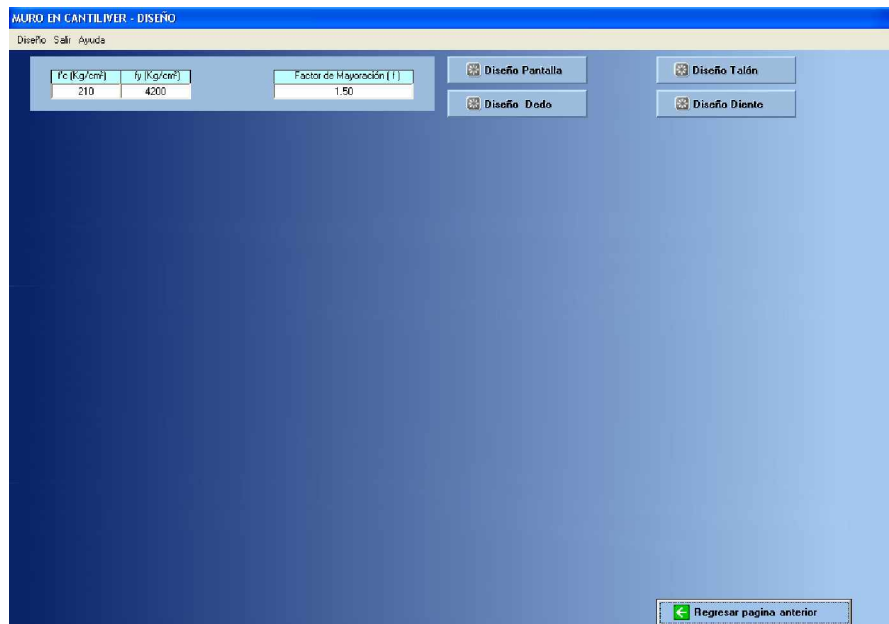 MURO EN CANTILIVER - DISEÑO
Diseño Salir Ayuda
f'c (Kg/cm²) fy (Kg/cm²) Factor de Mayoración ( f )
210 4200 1.50
Diseño Pantalla
Diseño Talón
Diseño Dedo
Diseño Diente
Regresar pagina anterior